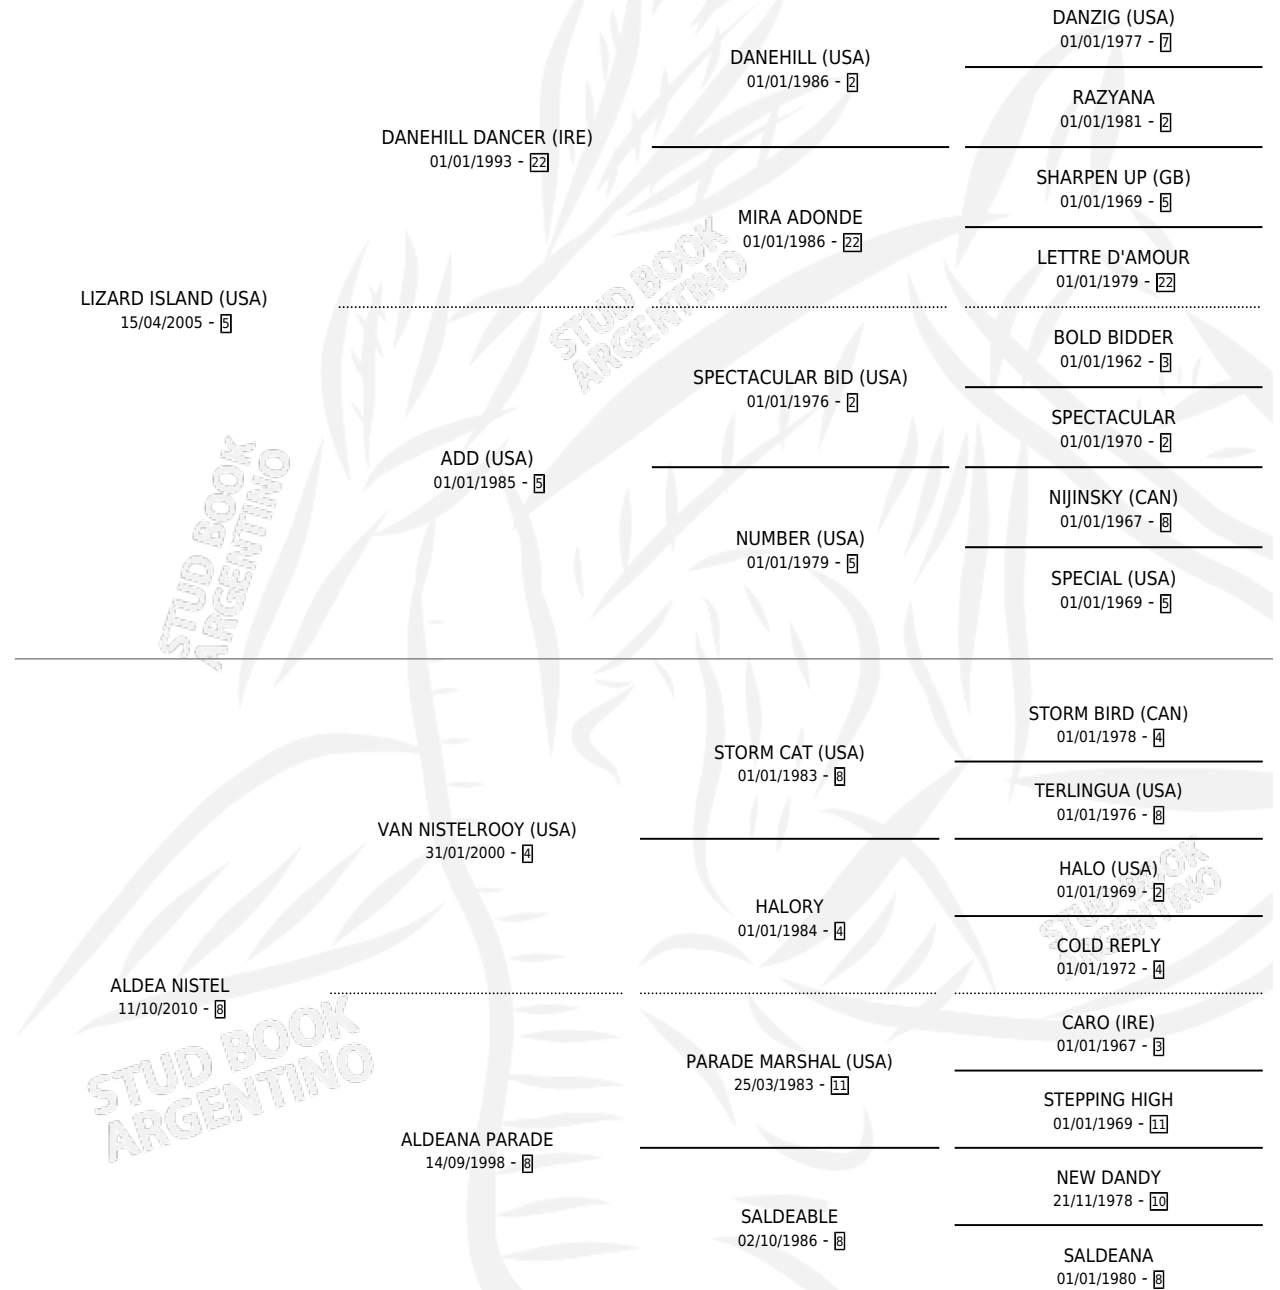 DANZIG (USA)
01/01/1977 - 7
DANEHILL (USA)
01/01/1986 - 2
RAZYANA
01/01/1981 - 2
DANEHILL DANCER (IRE)
01/01/1993 - 22
SHARPEN UP (GB)
01/01/1969 - 5
MIRA ADONDE
01/01/1986 - 22
LETTRE D'AMOUR
01/01/1979 - 22
LIZARD ISLAND (USA)
15/04/2005 - 5
STUD BOOK
ARGENTINO
BOLD BIDDER
01/01/1962 - 3
SPECTACULAR BID (USA)
01/01/1976 - 2
SPECTACULAR
01/01/1970 - 2
ADD (USA)
01/01/1985 - 5
NIJINSKY (CAN)
01/01/1967 - 8
NUMBER (USA)
01/01/1979 - 5
SPECIAL (USA)
01/01/1969 - 5
STUD BOOK
ARGENTINO
STORM BIRD (CAN)
01/01/1978 - 4
STORM CAT (USA)
01/01/1983 - 8
TERLINGUA (USA)
01/01/1976 - 8
VAN NISTELROOY (USA)
31/01/2000 - 4
HALO (USA)
01/01/1969 - 2
HALORY
01/01/1984 - 4
STUD BOOK
ARGENTINO
COLD REPLY
01/01/1972 - 4
ALDEA NISTEL
11/10/2010 - 8
STUD BOOK
ARGENTINO
CARO (IRE)
01/01/1967 - 3
PARADE MARSHAL (USA)
25/03/1983 - 11
STEPPING HIGH
01/01/1969 - 11
ALDEANA PARADE
14/09/1998 - 8
NEW DANDY
21/11/1978 - 10
SALDEABLE
02/10/1986 - 8
SALDEANA
01/01/1980 - 8